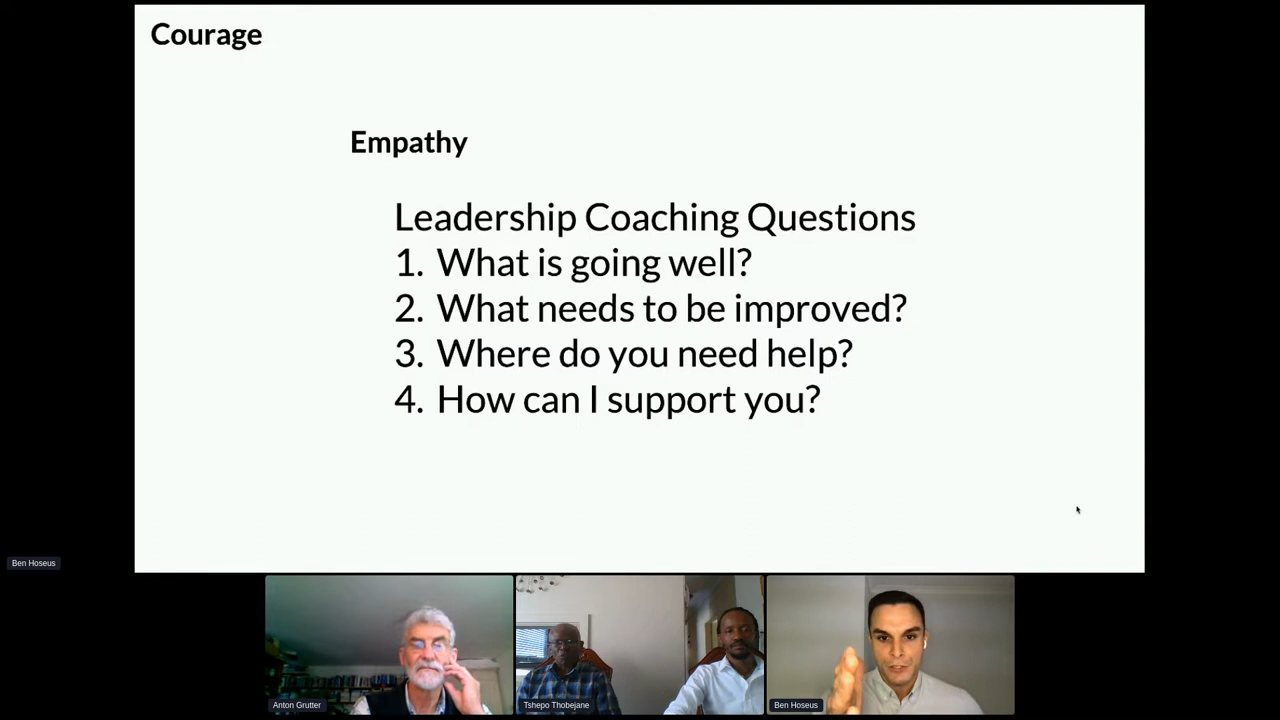 Courage
Empathy
Leadership Coaching Questions
1. What is going well?
2. What needs to be improved?
3. Where do you need help?
4. How can I support you?
Ben Hoseus
Anton Grutter
Tshepo Thobejane
Ben Hoseus